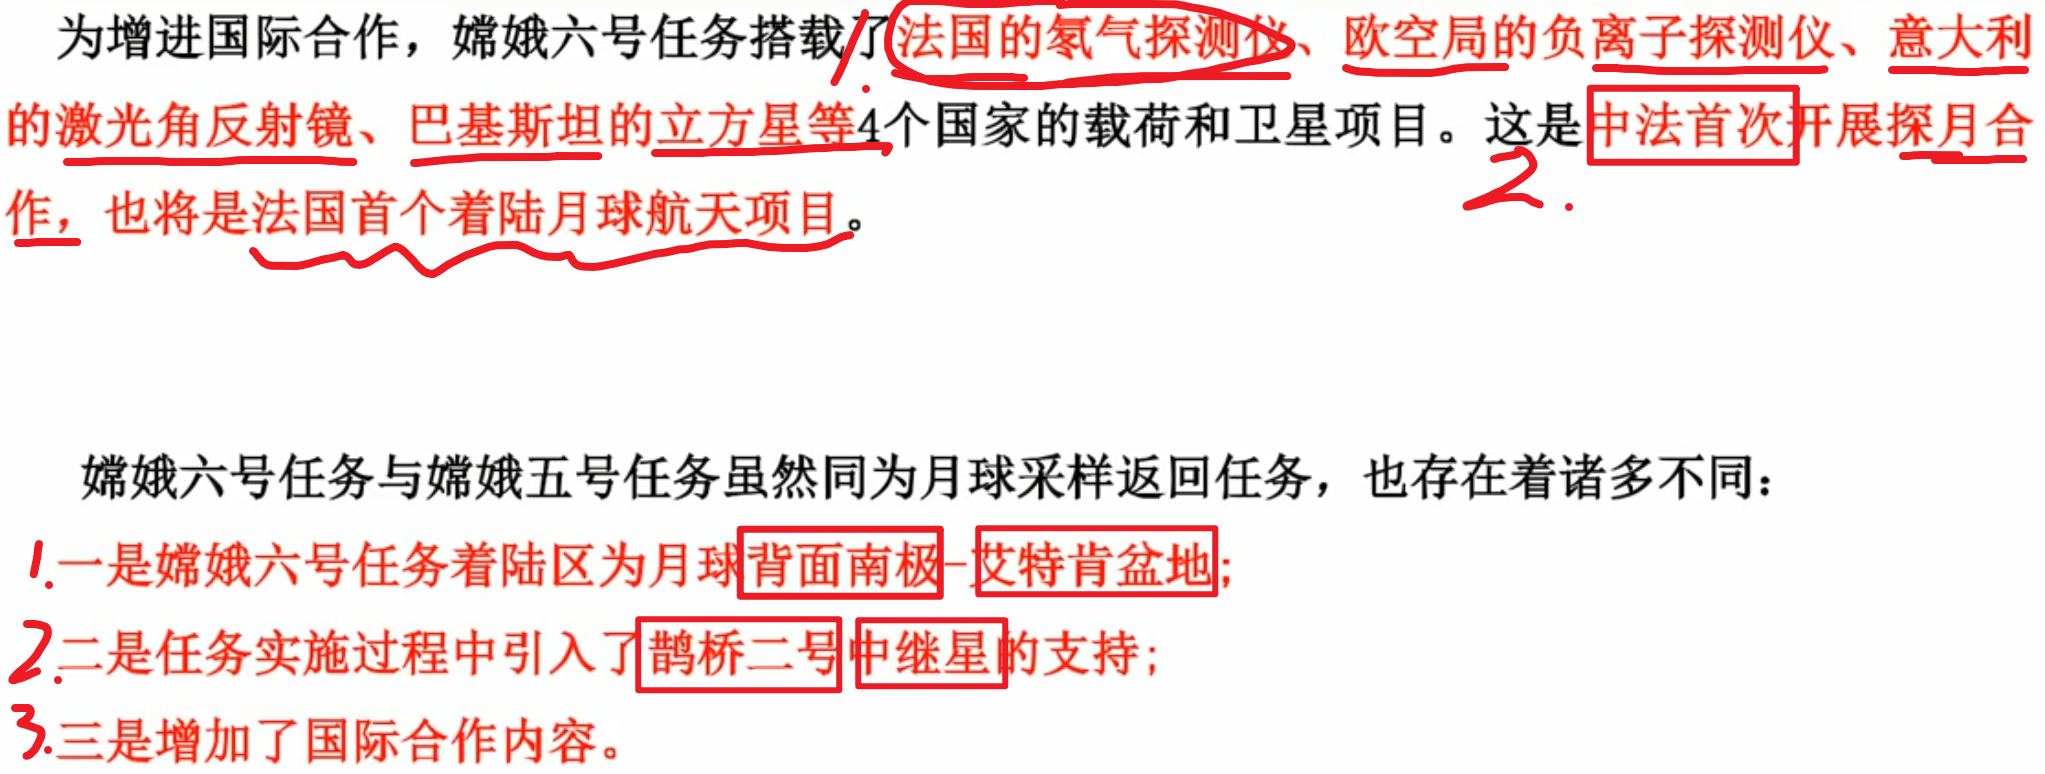 为增进国际合作，嫦娥六号任务搭载了法国的氡气探测仪、欧空局的负离子探测仪、意大利
的激光角反射镜、巴基斯坦的立方星等4个国家的载荷和卫星项目。这是中法首次开展探月合
作，也将是法国首个着陆月球航天项目。
1.
2.
嫦娥六号任务与嫦娥五号任务虽然同为月球采样返回任务，也存在着诸多不同：
1.一是嫦娥六号任务着陆区为月球背面南极-艾特肯盆地；
2.二是任务实施过程中引入了鹊桥二号中继星的支持；
3.三是增加了国际合作内容。